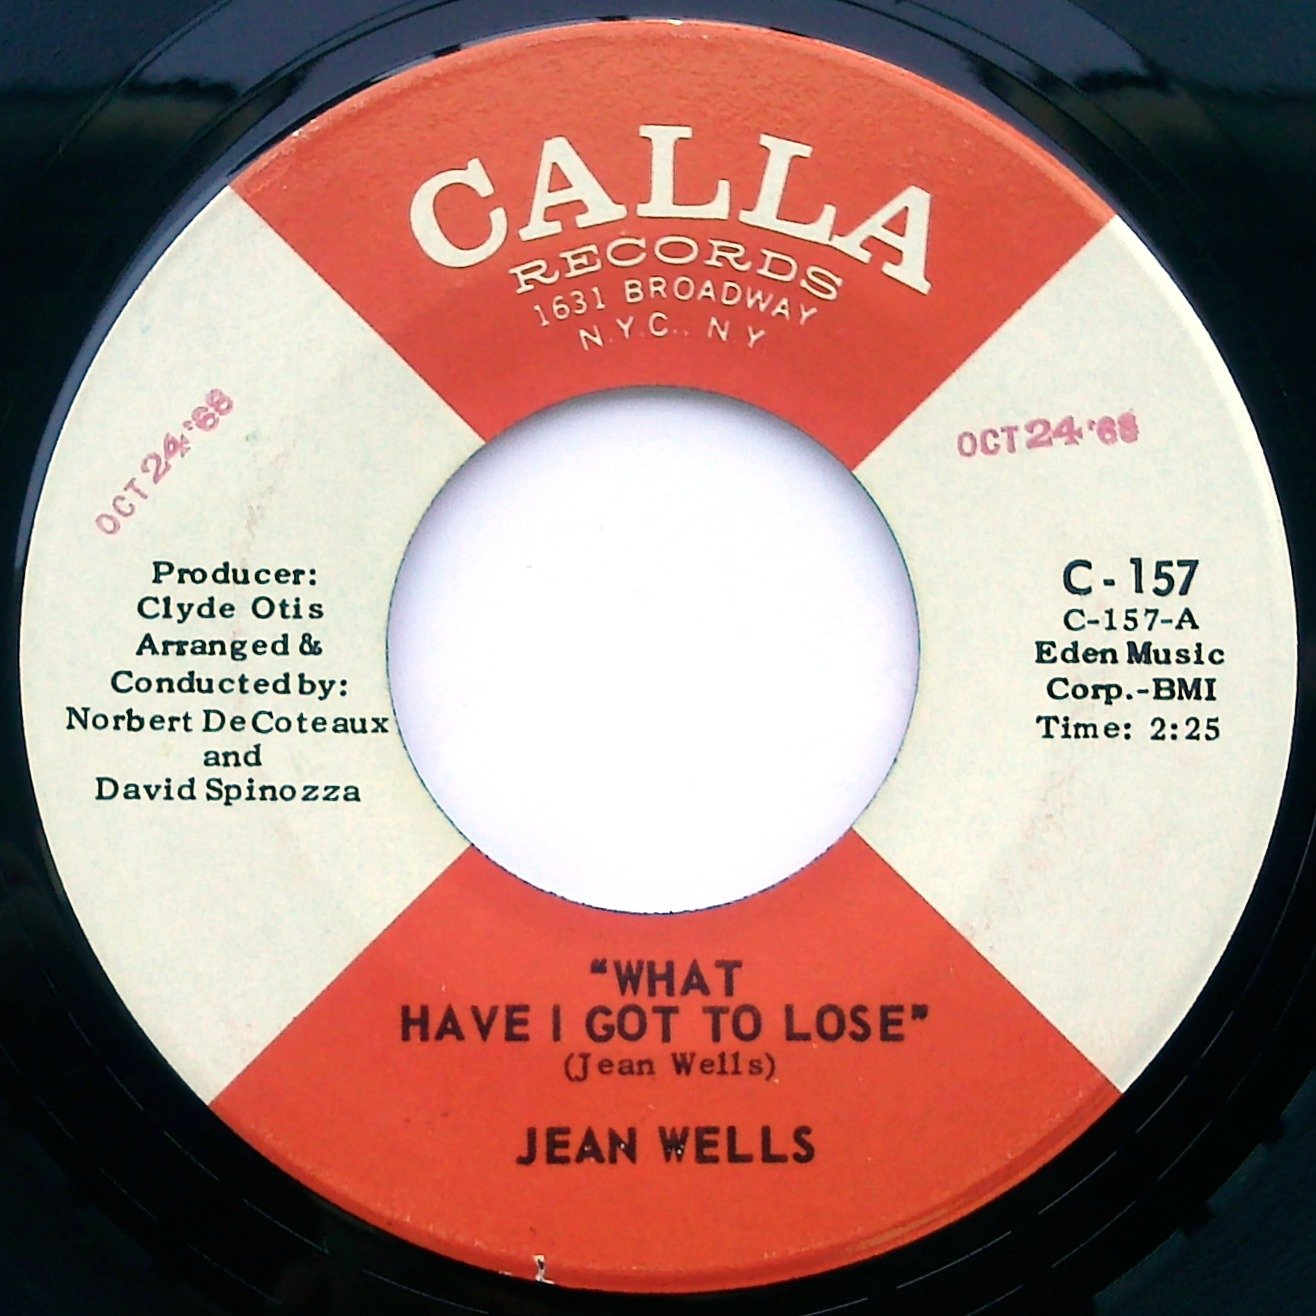 CALLA
RECORDS
1631 BROADWAY
N.Y.C., N.Y
OCT 24 '68
OCT 24 '68
Producer:
Clyde Otis
Arranged &
Conducted by:
Norbert DeCoteaux
and
David Spinozza
C-157
C-157-A
Eden Music
Corp.-BMI
Time: 2:25
"WHAT
HAVE I GOT TO LOSE"
(Jean Wells)
JEAN WELLS